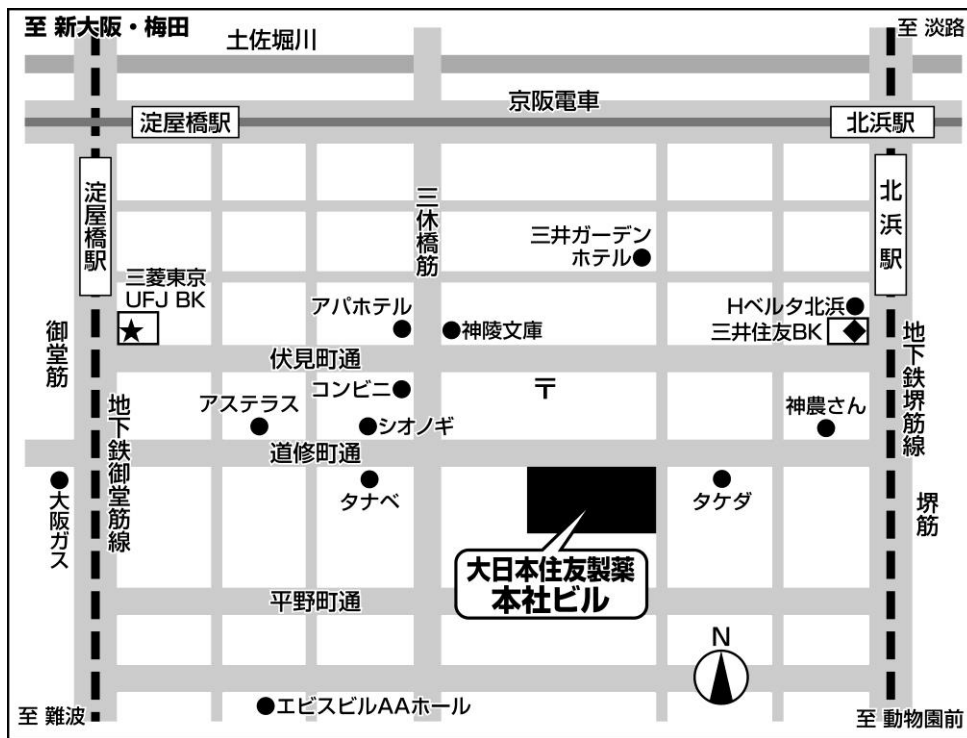 至 新大阪・梅田
土佐堀川
至 淡路
京阪電車
淀屋橋駅
北浜駅
淀屋橋駅
三休橋筋
北浜駅
三井ガーデン
ホテル
三菱東京
UFJ BK
アパホテル
神陵文庫
Hベルタ北浜
三井住友BK
御堂筋
伏見町通
地下鉄堺筋線
コンビニ
〒
アステラス
シオノギ
神農さん
地下鉄御堂筋線
道修町通
大阪ガス
タナベ
タケダ
堺筋
大日本住友製薬
本社ビル
平野町通
N
エビスビルAAホール
至 難波
至 動物園前